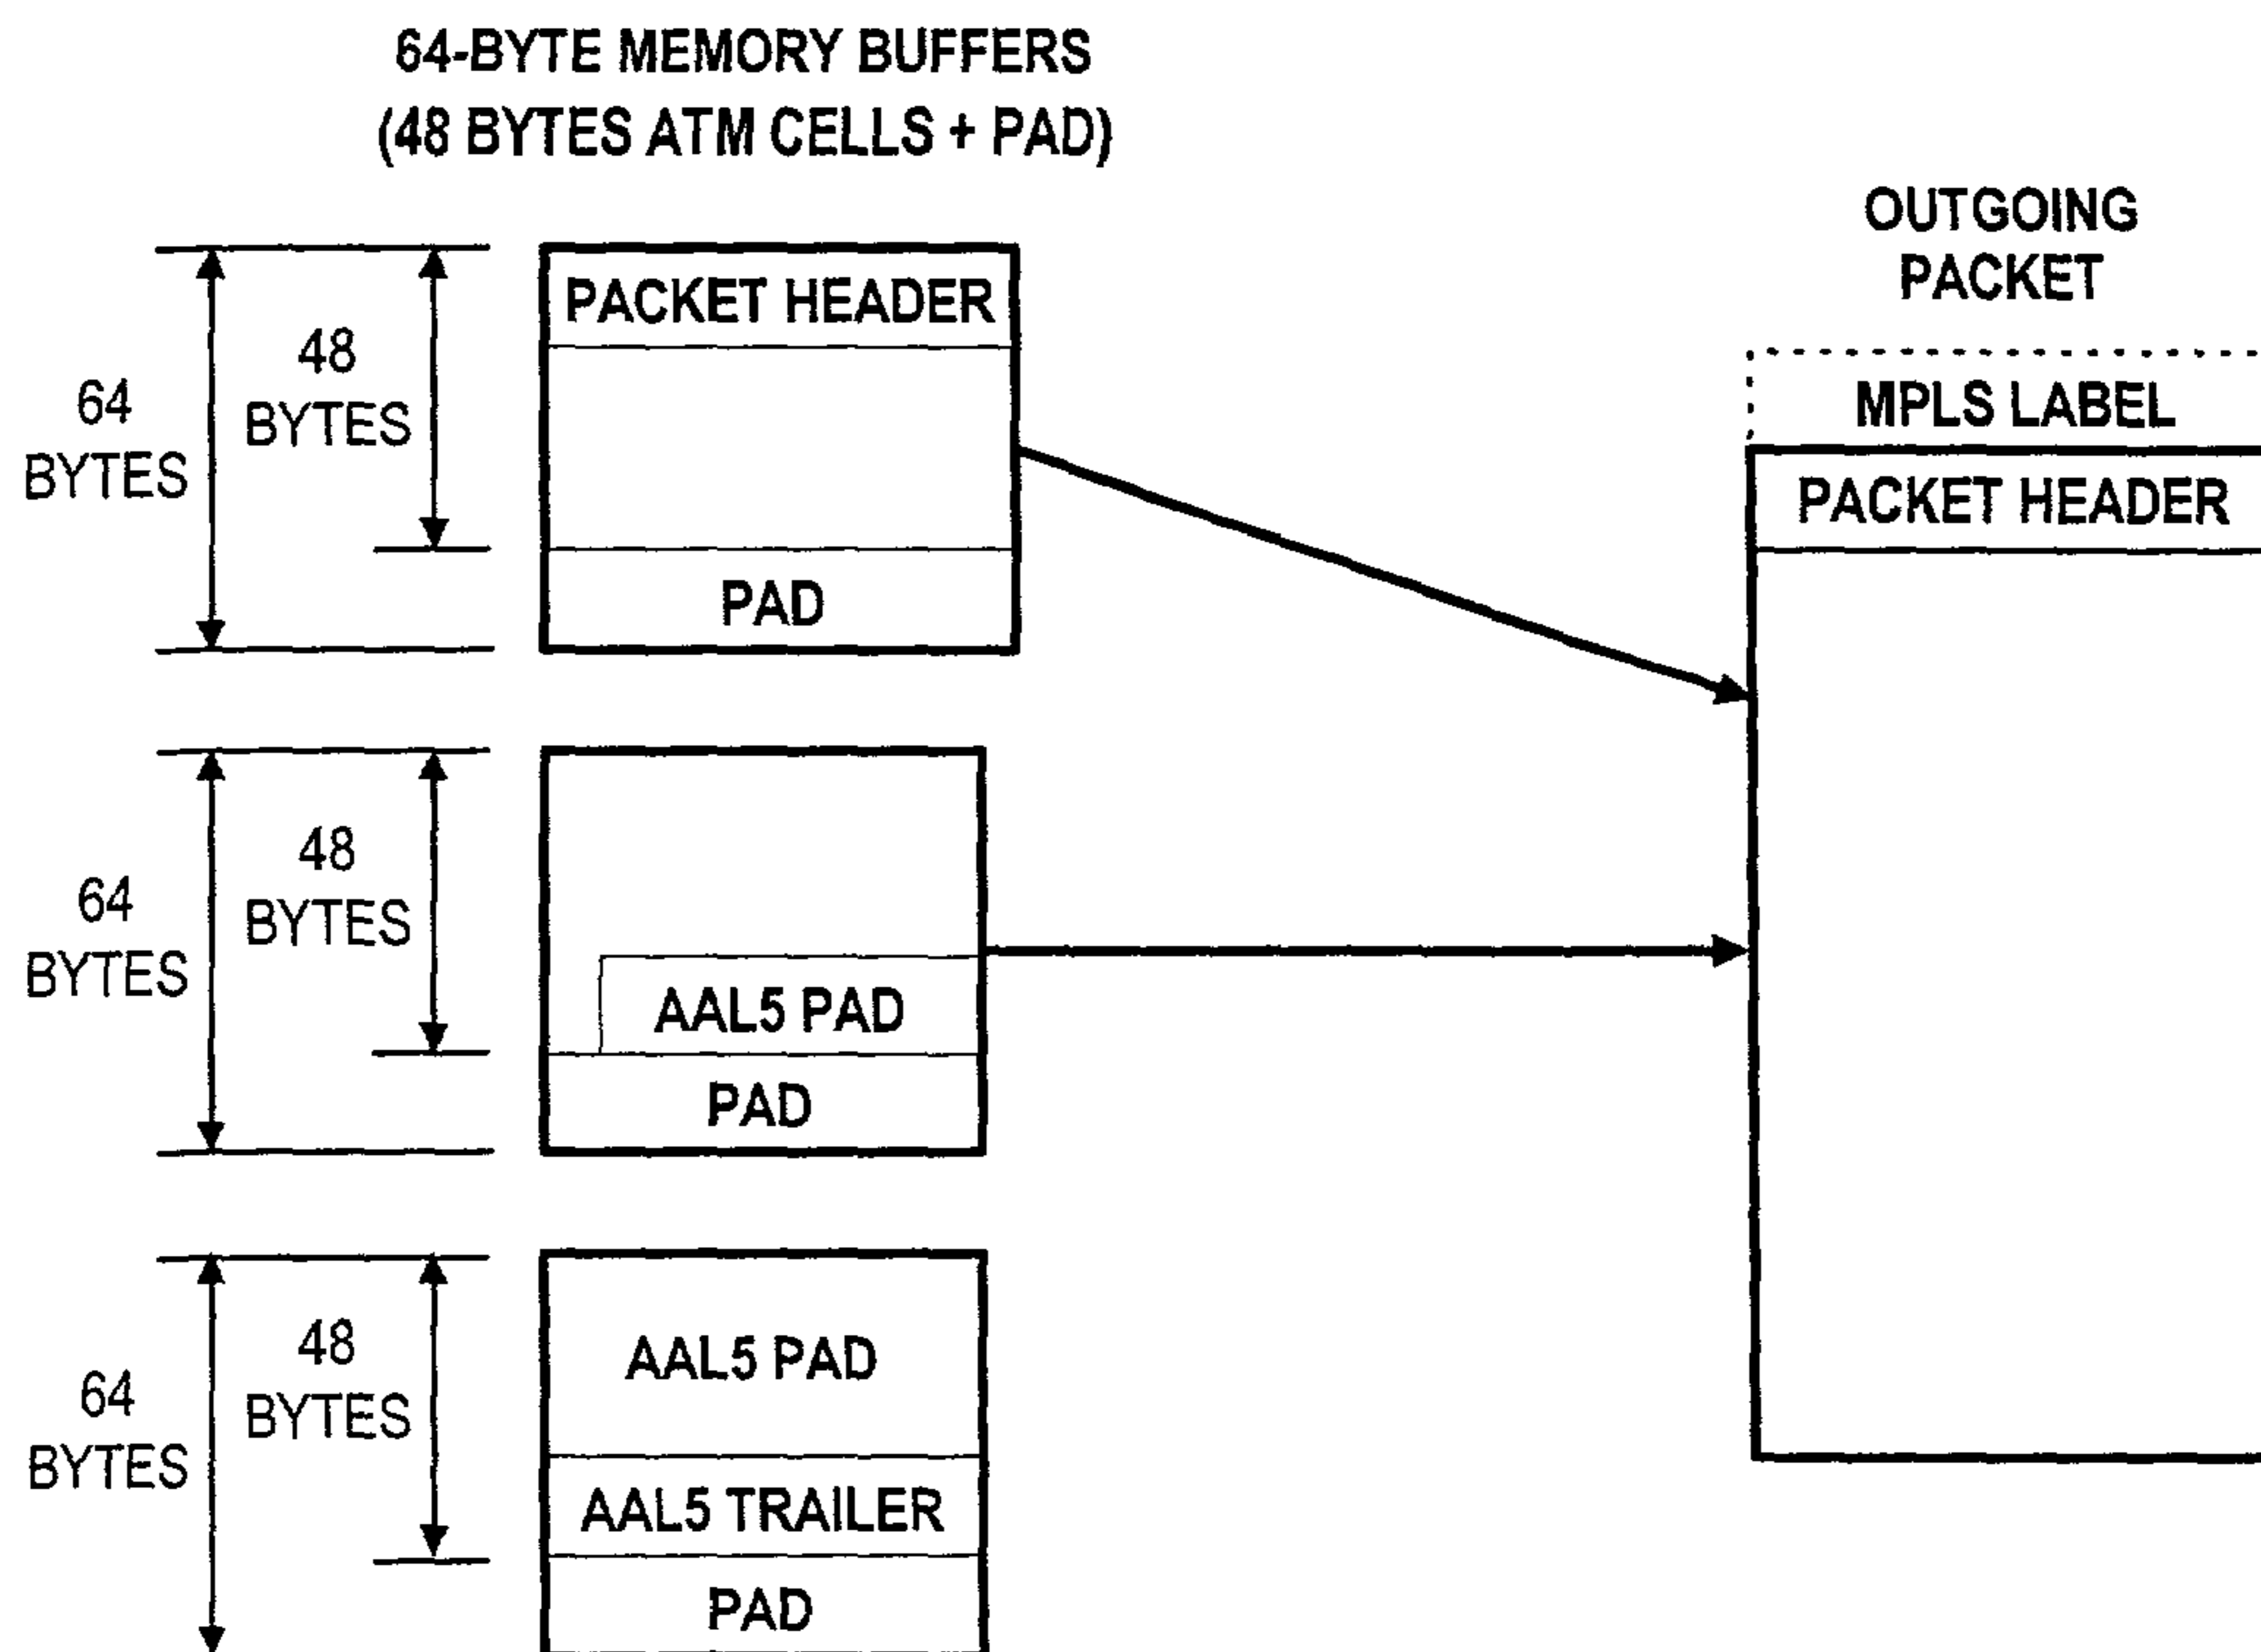 64-BYTE MEMORY BUFFERS
(48 BYTES ATM CELLS + PAD)
64
BYTES
48
BYTES
PACKET HEADER
PAD
64
BYTES
48
BYTES
AAL5 PAD
PAD
64
BYTES
48
BYTES
AAL5 PAD
AAL5 TRAILER
PAD
OUTGOING
PACKET
MPLS LABEL
PACKET HEADER